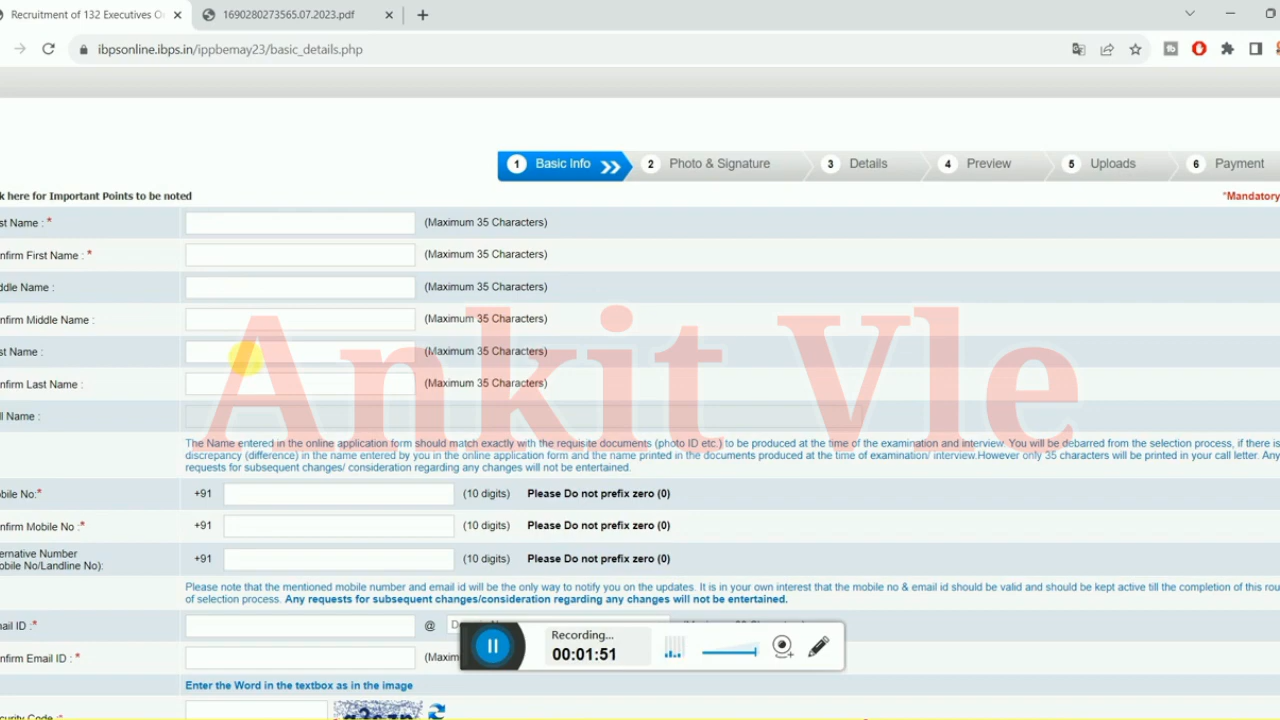 Recruitment of 132 Executives O
1690280273565.07.2023.pdf
ibpsonline.ibps.in/ippbemay23/basic_details.php
1 Basic Info
2 Photo & Signature
3 Details
4 Preview
5 Uploads
6 Payment
k here for Important Points to be noted
*Mandatory
st Name : *
(Maximum 35 Characters)
nfirm First Name : *
(Maximum 35 Characters)
ddle Name :
(Maximum 35 Characters)
nfirm Middle Name :
(Maximum 35 Characters)
st Name :
(Maximum 35 Characters)
nfirm Last Name :
(Maximum 35 Characters)
ll Name :
Ankit Vle
The Name entered in the online application form should match exactly with the requisite documents (photo ID etc.) to be produced at the time of the examination and interview. You will be debarred from the selection process, if there is
discrepancy (difference) in the name entered by you in the online application form and the name printed in the documents produced at the time of examination/ interview.However only 35 characters will be printed in your call letter. Any
requests for subsequent changes/ consideration regarding any changes will not be entertained.
obile No:*
+91
(10 digits) Please Do not prefix zero (0)
nfirm Mobile No :*
+91
(10 digits) Please Do not prefix zero (0)
ernative Number
obile No/Landline No):
+91
(10 digits) Please Do not prefix zero (0)
Please note that the mentioned mobile number and email id will be the only way to notify you on the updates. It is in your own interest that the mobile no & email id should be valid and should be kept active till the completion of this rou
of selection process. Any requests for subsequent changes/consideration regarding any changes will not be entertained.
ail ID :*
@
nfirm Email ID : *
(Maxim
Recording...
00:01:51
Enter the Word in the textbox as in the image
curity Code :*